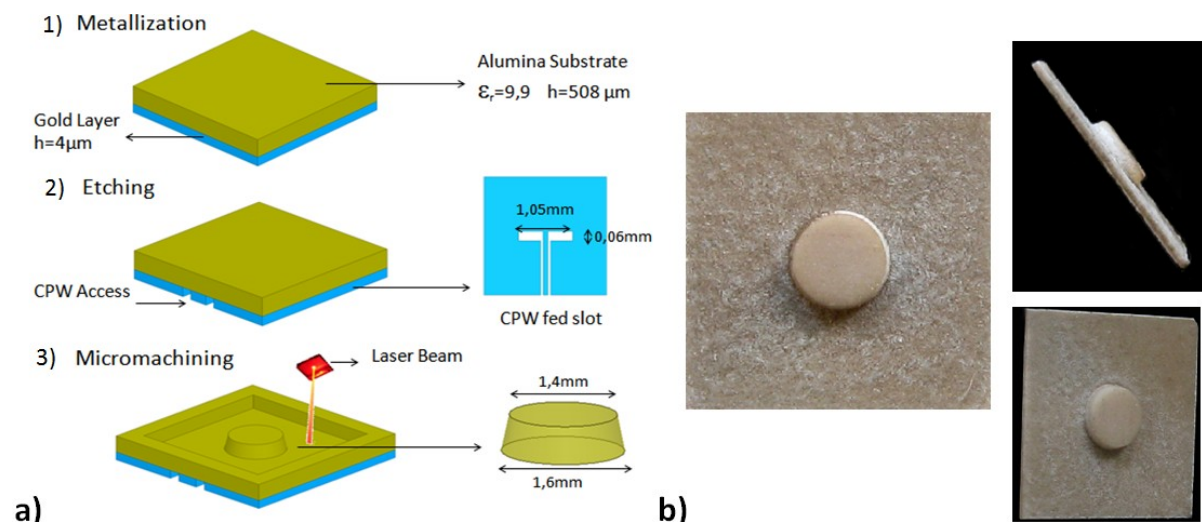 1) Metallization
Alumina Substrate
εr=9,9 h=508 µm
Gold Layer
h=4µm
2) Etching
1,05mm
0,06mm
CPW Access
CPW fed slot
3) Micromachining
Laser Beam
1,4mm
1,6mm
a)
b)